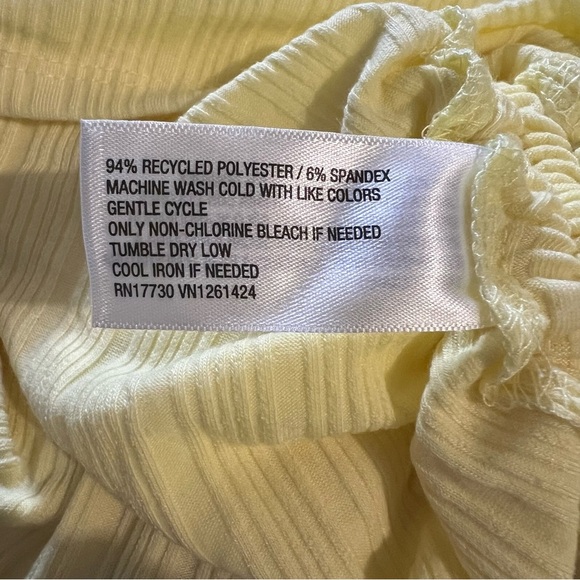 94% RECYCLED POLYESTER / 6% SPANDEX
MACHINE WASH COLD WITH LIKE COLORS
GENTLE CYCLE
ONLY NON-CHLORINE BLEACH IF NEEDED
TUMBLE DRY LOW
COOL IRON IF NEEDED
RN17730 VN1261424